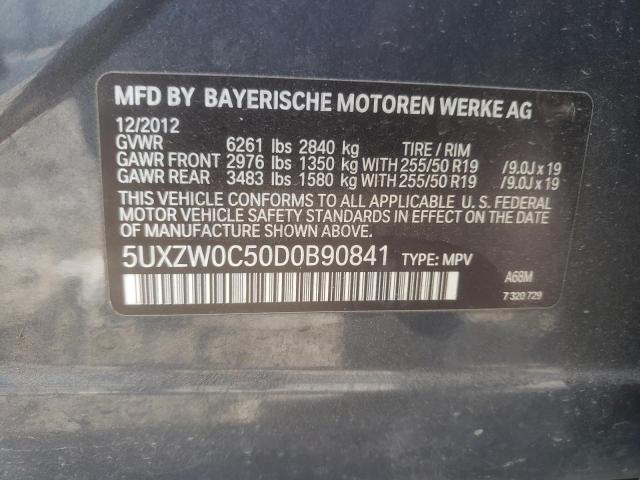 MFD BY BAYERISCHE MOTOREN WERKE AG
12/2012
GVWR 6261 lbs 2840 kg TIRE / RIM
GAWR FRONT 2976 lbs 1350 kg WITH 255/50 R19 /9.0J x 19
GAWR REAR 3483 lbs 1580 kg WITH 255/50 R19 /9.0J x 19
THIS VEHICLE CONFORMS TO ALL APPLICABLE U. S. FEDERAL
MOTOR VEHICLE SAFETY STANDARDS IN EFFECT ON THE DATE
OF MANUFACTURE SHOWN ABOVE.
5UXZW0C50D0B90841 TYPE: MPV
A68M
7 320 729